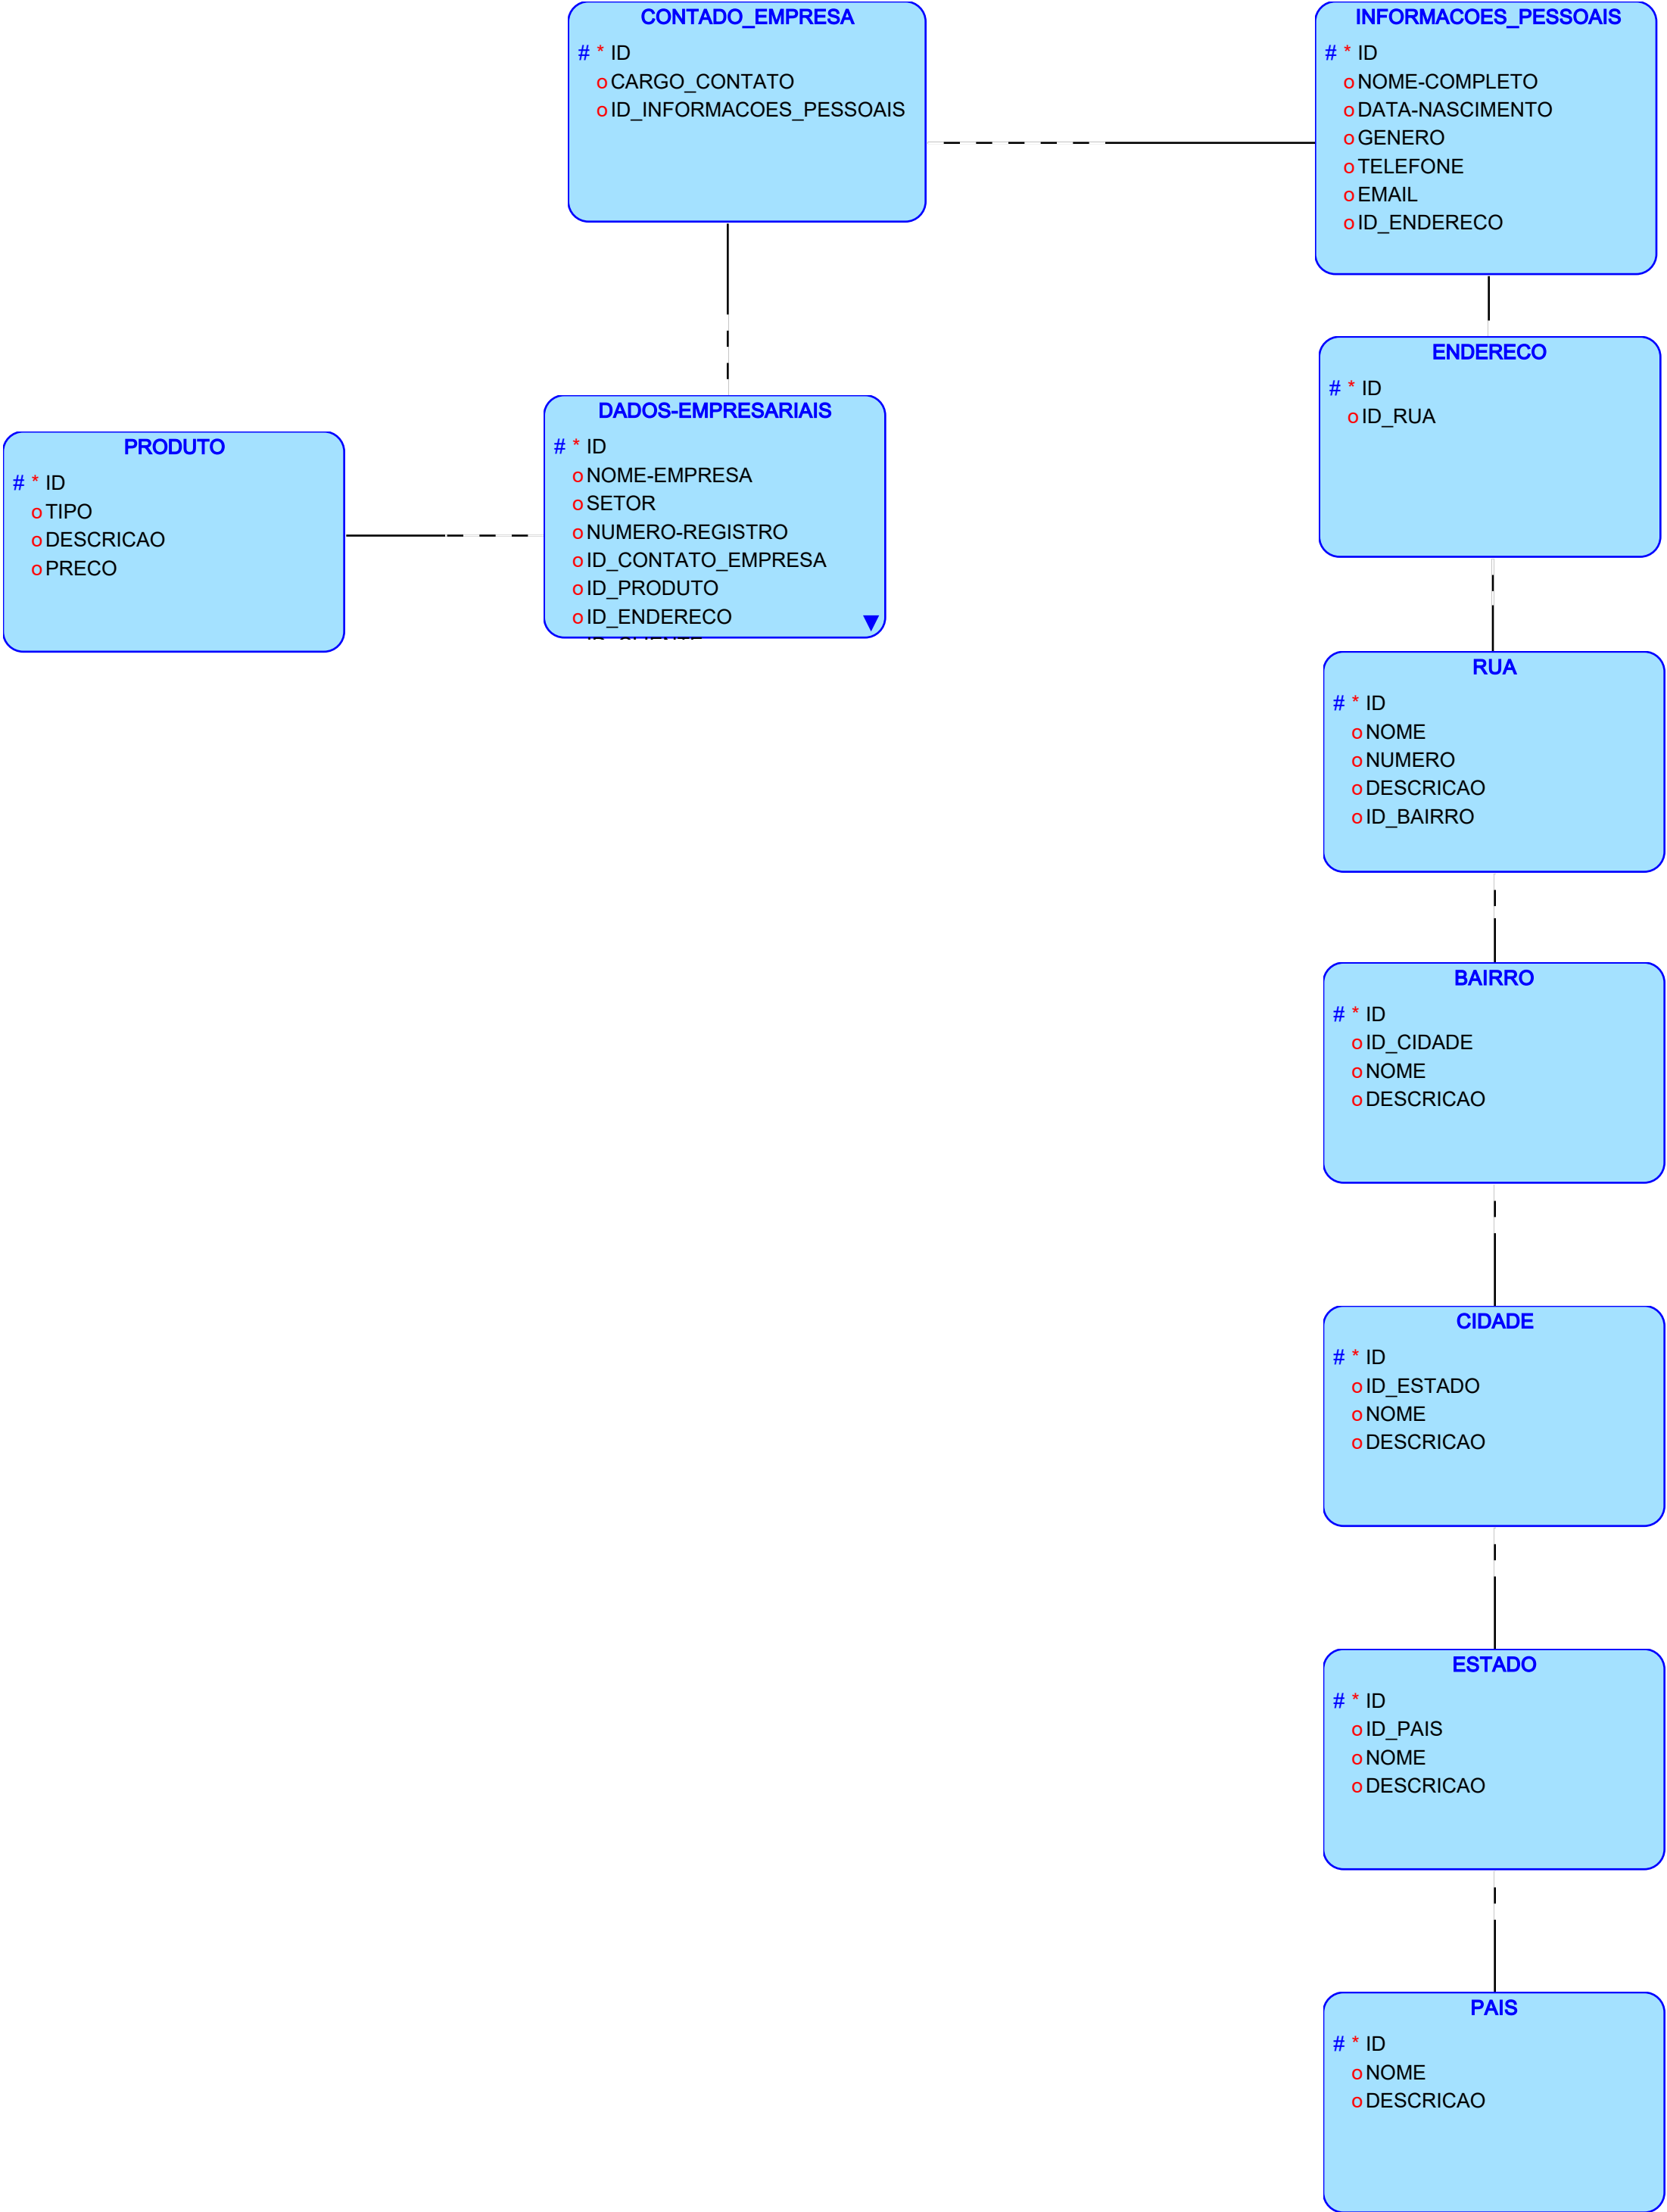 CONTADO_EMPRESA
# * ID
o CARGO_CONTATO
o ID_INFORMACOES_PESSOAIS
INFORMACOES_PESSOAIS
# * ID
o NOME-COMPLETO
o DATA-NASCIMENTO
o GENERO
o TELEFONE
o EMAIL
o ID_ENDERECO
ENDERECO
# * ID
o ID_RUA
DADOS-EMPRESARIAIS
# * ID
o NOME-EMPRESA
o SETOR
o NUMERO-REGISTRO
o ID_CONTATO_EMPRESA
o ID_PRODUTO
o ID_ENDERECO
PRODUTO
# * ID
o TIPO
o DESCRICAO
o PRECO
RUA
# * ID
o NOME
o NUMERO
o DESCRICAO
o ID_BAIRRO
BAIRRO
# * ID
o ID_CIDADE
o NOME
o DESCRICAO
CIDADE
# * ID
o ID_ESTADO
o NOME
o DESCRICAO
ESTADO
# * ID
o ID_PAIS
o NOME
o DESCRICAO
PAIS
# * ID
o NOME
o DESCRICAO